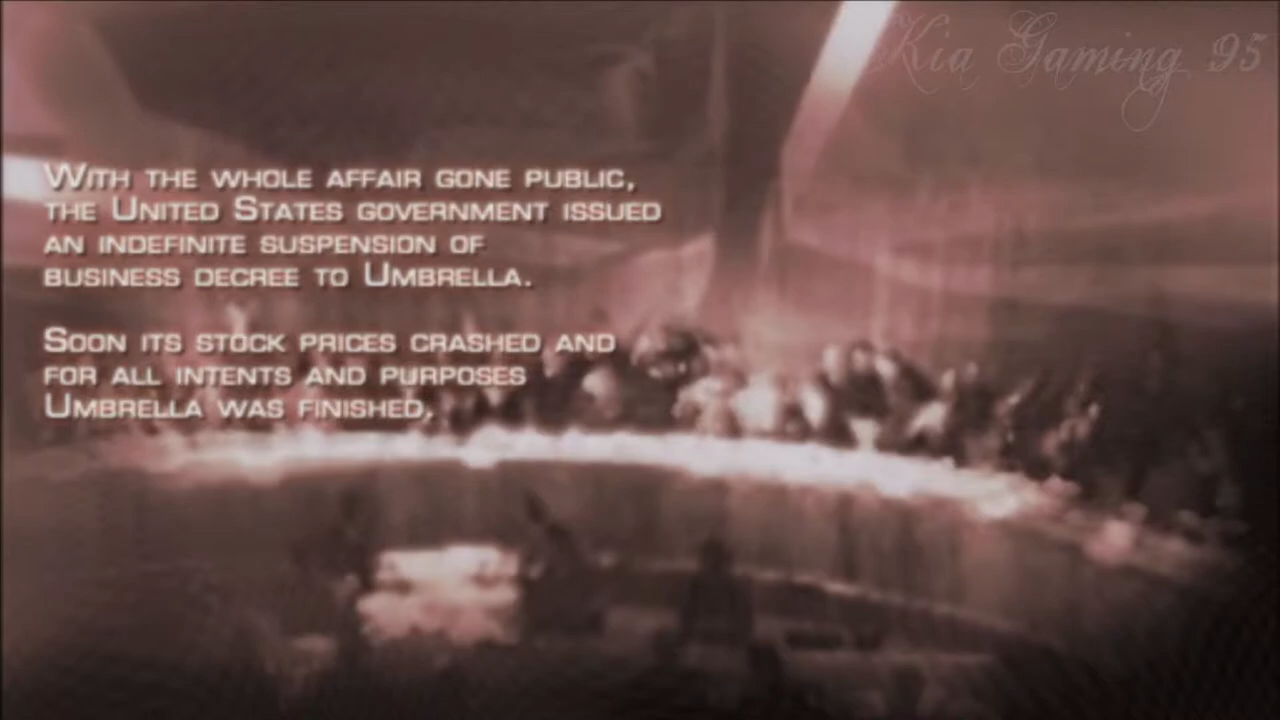 Kia Gaming 95
With the whole affair gone public,
the United States government issued
an indefinite suspension of
business decree to Umbrella.
Soon its stock prices crashed and
for all intents and purposes
Umbrella was finished.